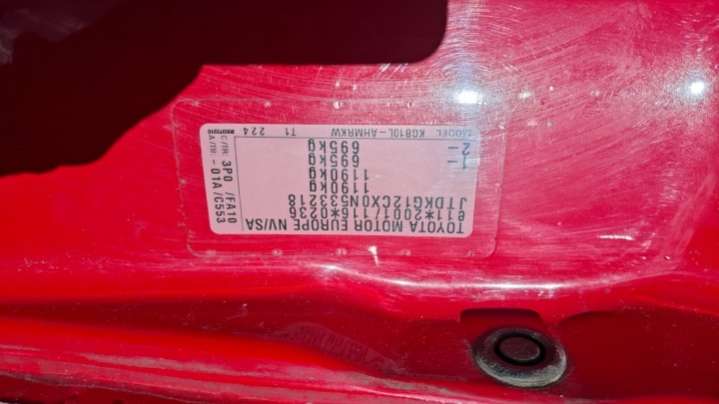 TOYOTA MOTOR EUROPE NV/SA
e11*2001/116*0236
JTDKG12CX0N533218
1190kg
1190kg
1- 695kg
2- 695kg
MODEL KGB10L-AHMRKW T1 224
C/TR 3P0 /FA10
A/TM -01A /C553